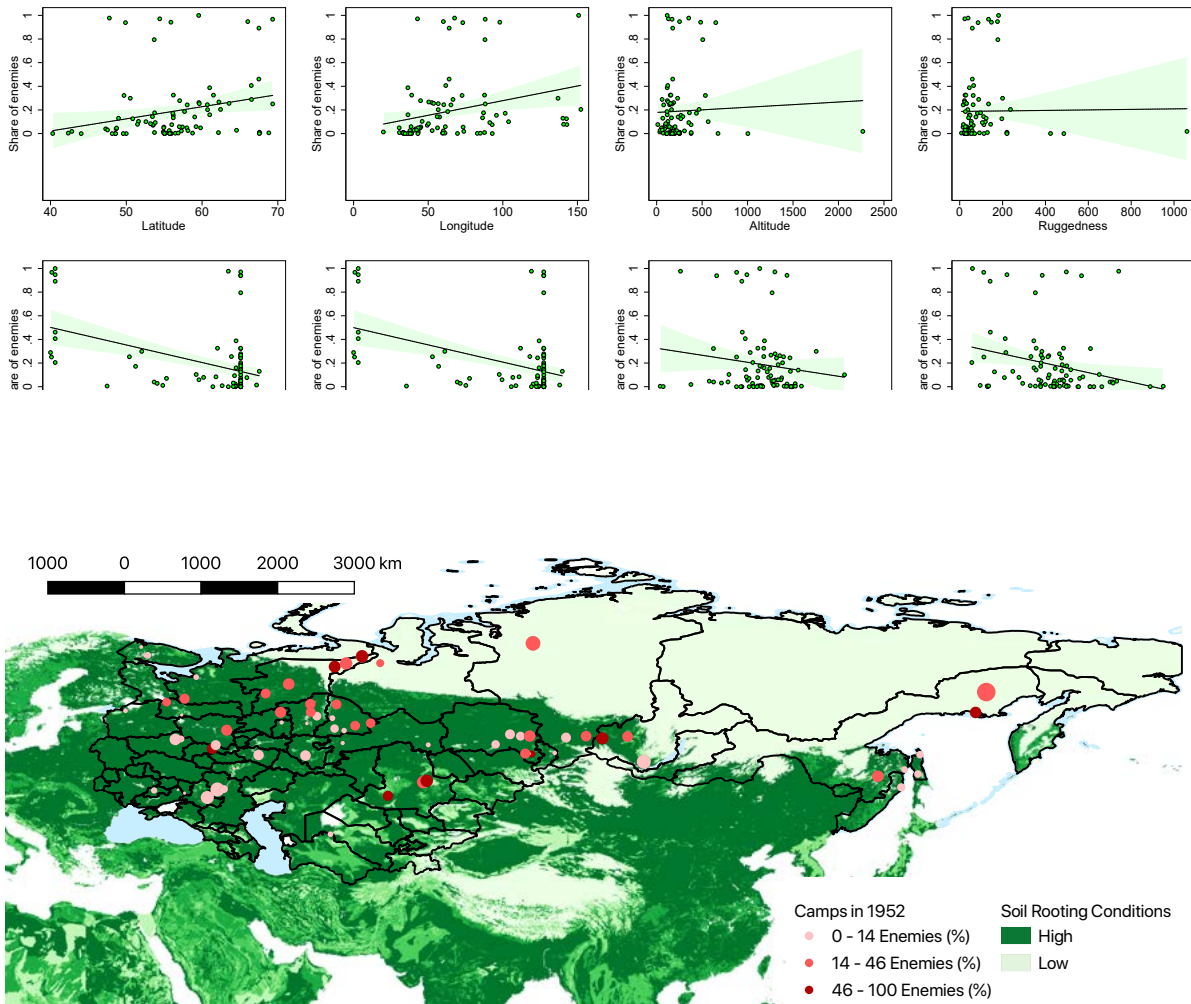 Share of enemies
0 .2 .4 .6 .8 1
40 50 60 70
Latitude
Share of enemies
0 .2 .4 .6 .8 1
0 50 100 150
Longitude
Share of enemies
0 .2 .4 .6 .8 1
0 500 1000 1500 2000 2500
Altitude
Share of enemies
0 .2 .4 .6 .8 1
0 200 400 600 800 1000
Ruggedness
are of enemies
0 .2 .4 .6 .8 1
are of enemies
0 .2 .4 .6 .8 1
are of enemies
0 .2 .4 .6 .8 1
are of enemies
0 .2 .4 .6 .8 1
1000 0 1000 2000 3000 km
Camps in 1952
0 - 14 Enemies (%)
14 - 46 Enemies (%)
46 - 100 Enemies (%)
Soil Rooting Conditions
High
Low